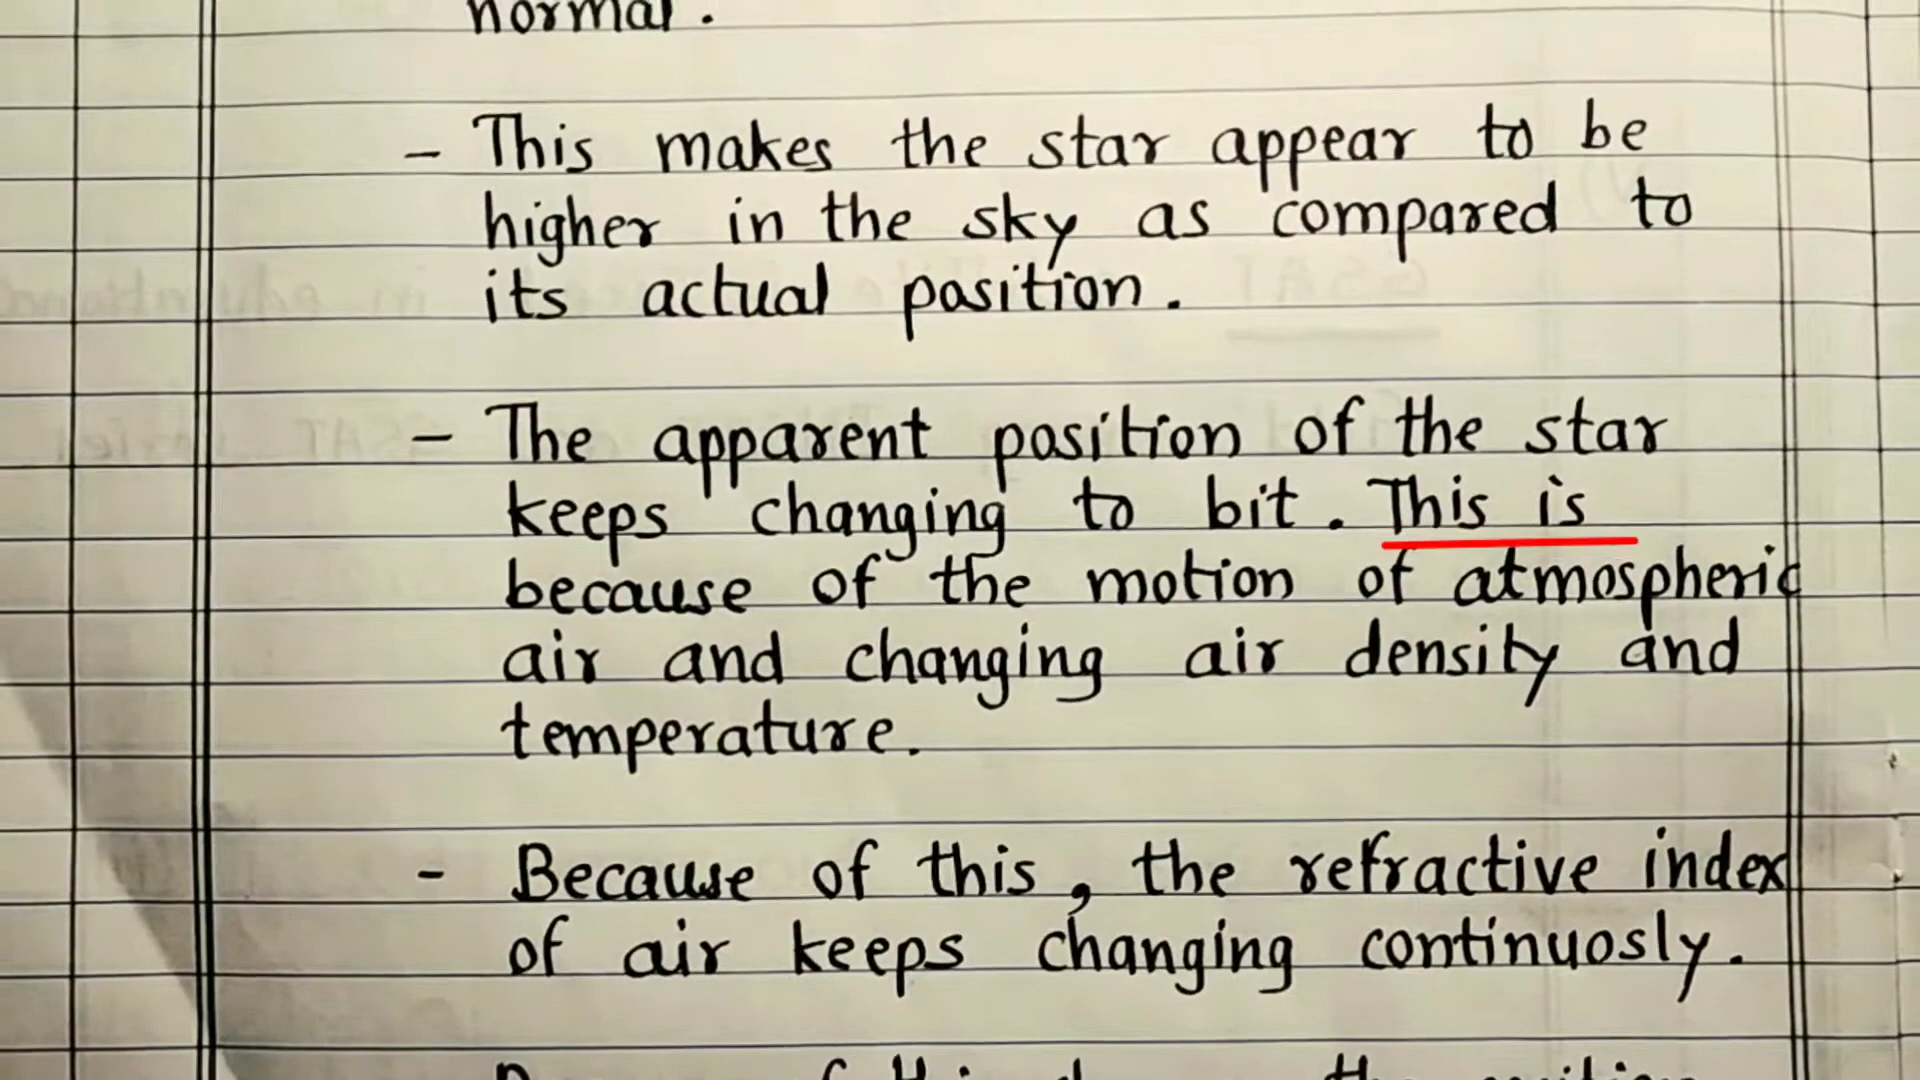 normal.
- This makes the star appear to be
higher in the sky as compared to
its actual position.
- The apparent position of the star
keeps changing to bit. This is
because of the motion of atmospheric
air and changing air density and
temperature.
- Because of this, the refractive index
of air keeps changing continuosly.